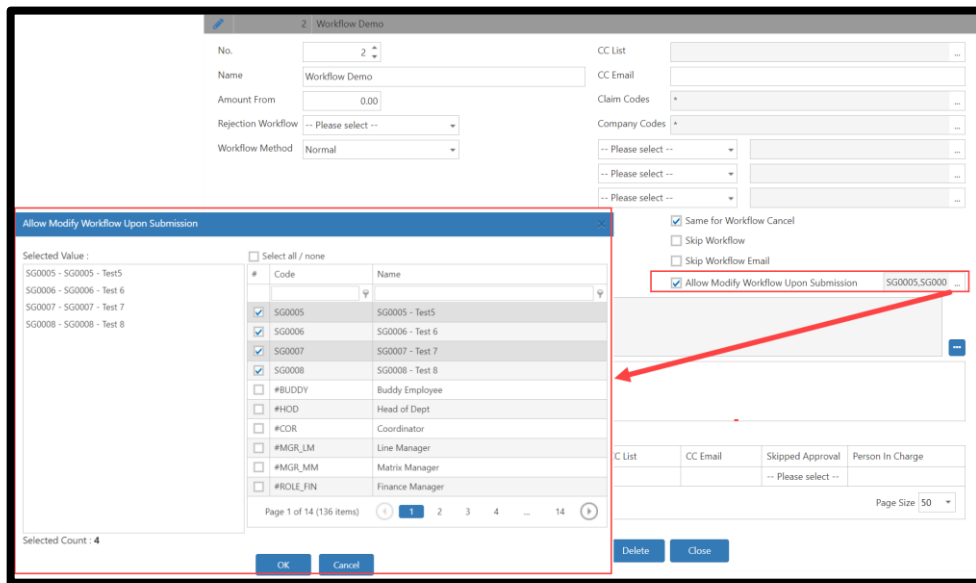 2 Workflow Demo
No. 2
Name Workflow Demo
Amount From 0.00
Rejection Workflow -- Please select --
Workflow Method Normal
CC List ...
CC Email
Claim Codes * ...
Company Codes * ...
-- Please select -- ...
-- Please select -- ...
-- Please select -- ...
Same for Workflow Cancel
Skip Workflow
Skip Workflow Email
Allow Modify Workflow Upon Submission SG0005,SG000 ...
Allow Modify Workflow Upon Submission
Selected Value :
SG0005 - SG0005 - Test5
SG0006 - SG0006 - Test 6
SG0007 - SG0007 - Test 7
SG0008 - SG0008 - Test 8
Selected Count : 4
Select all / none
# Code Name
SG0005 SG0005 - Test5
SG0006 SG0006 - Test 6
SG0007 SG0007 - Test 7
SG0008 SG0008 - Test 8
#BUDDY Buddy Employee
#HOD Head of Dept
#COR Coordinator
#MGR_LM Line Manager
#MGR_MM Matrix Manager
#ROLE_FIN Finance Manager
Page 1 of 14 (136 items) 1 2 3 4 ... 14
OK Cancel
C List CC Email Skipped Approval Person In Charge
-- Please select --
Page Size 50
Delete Close